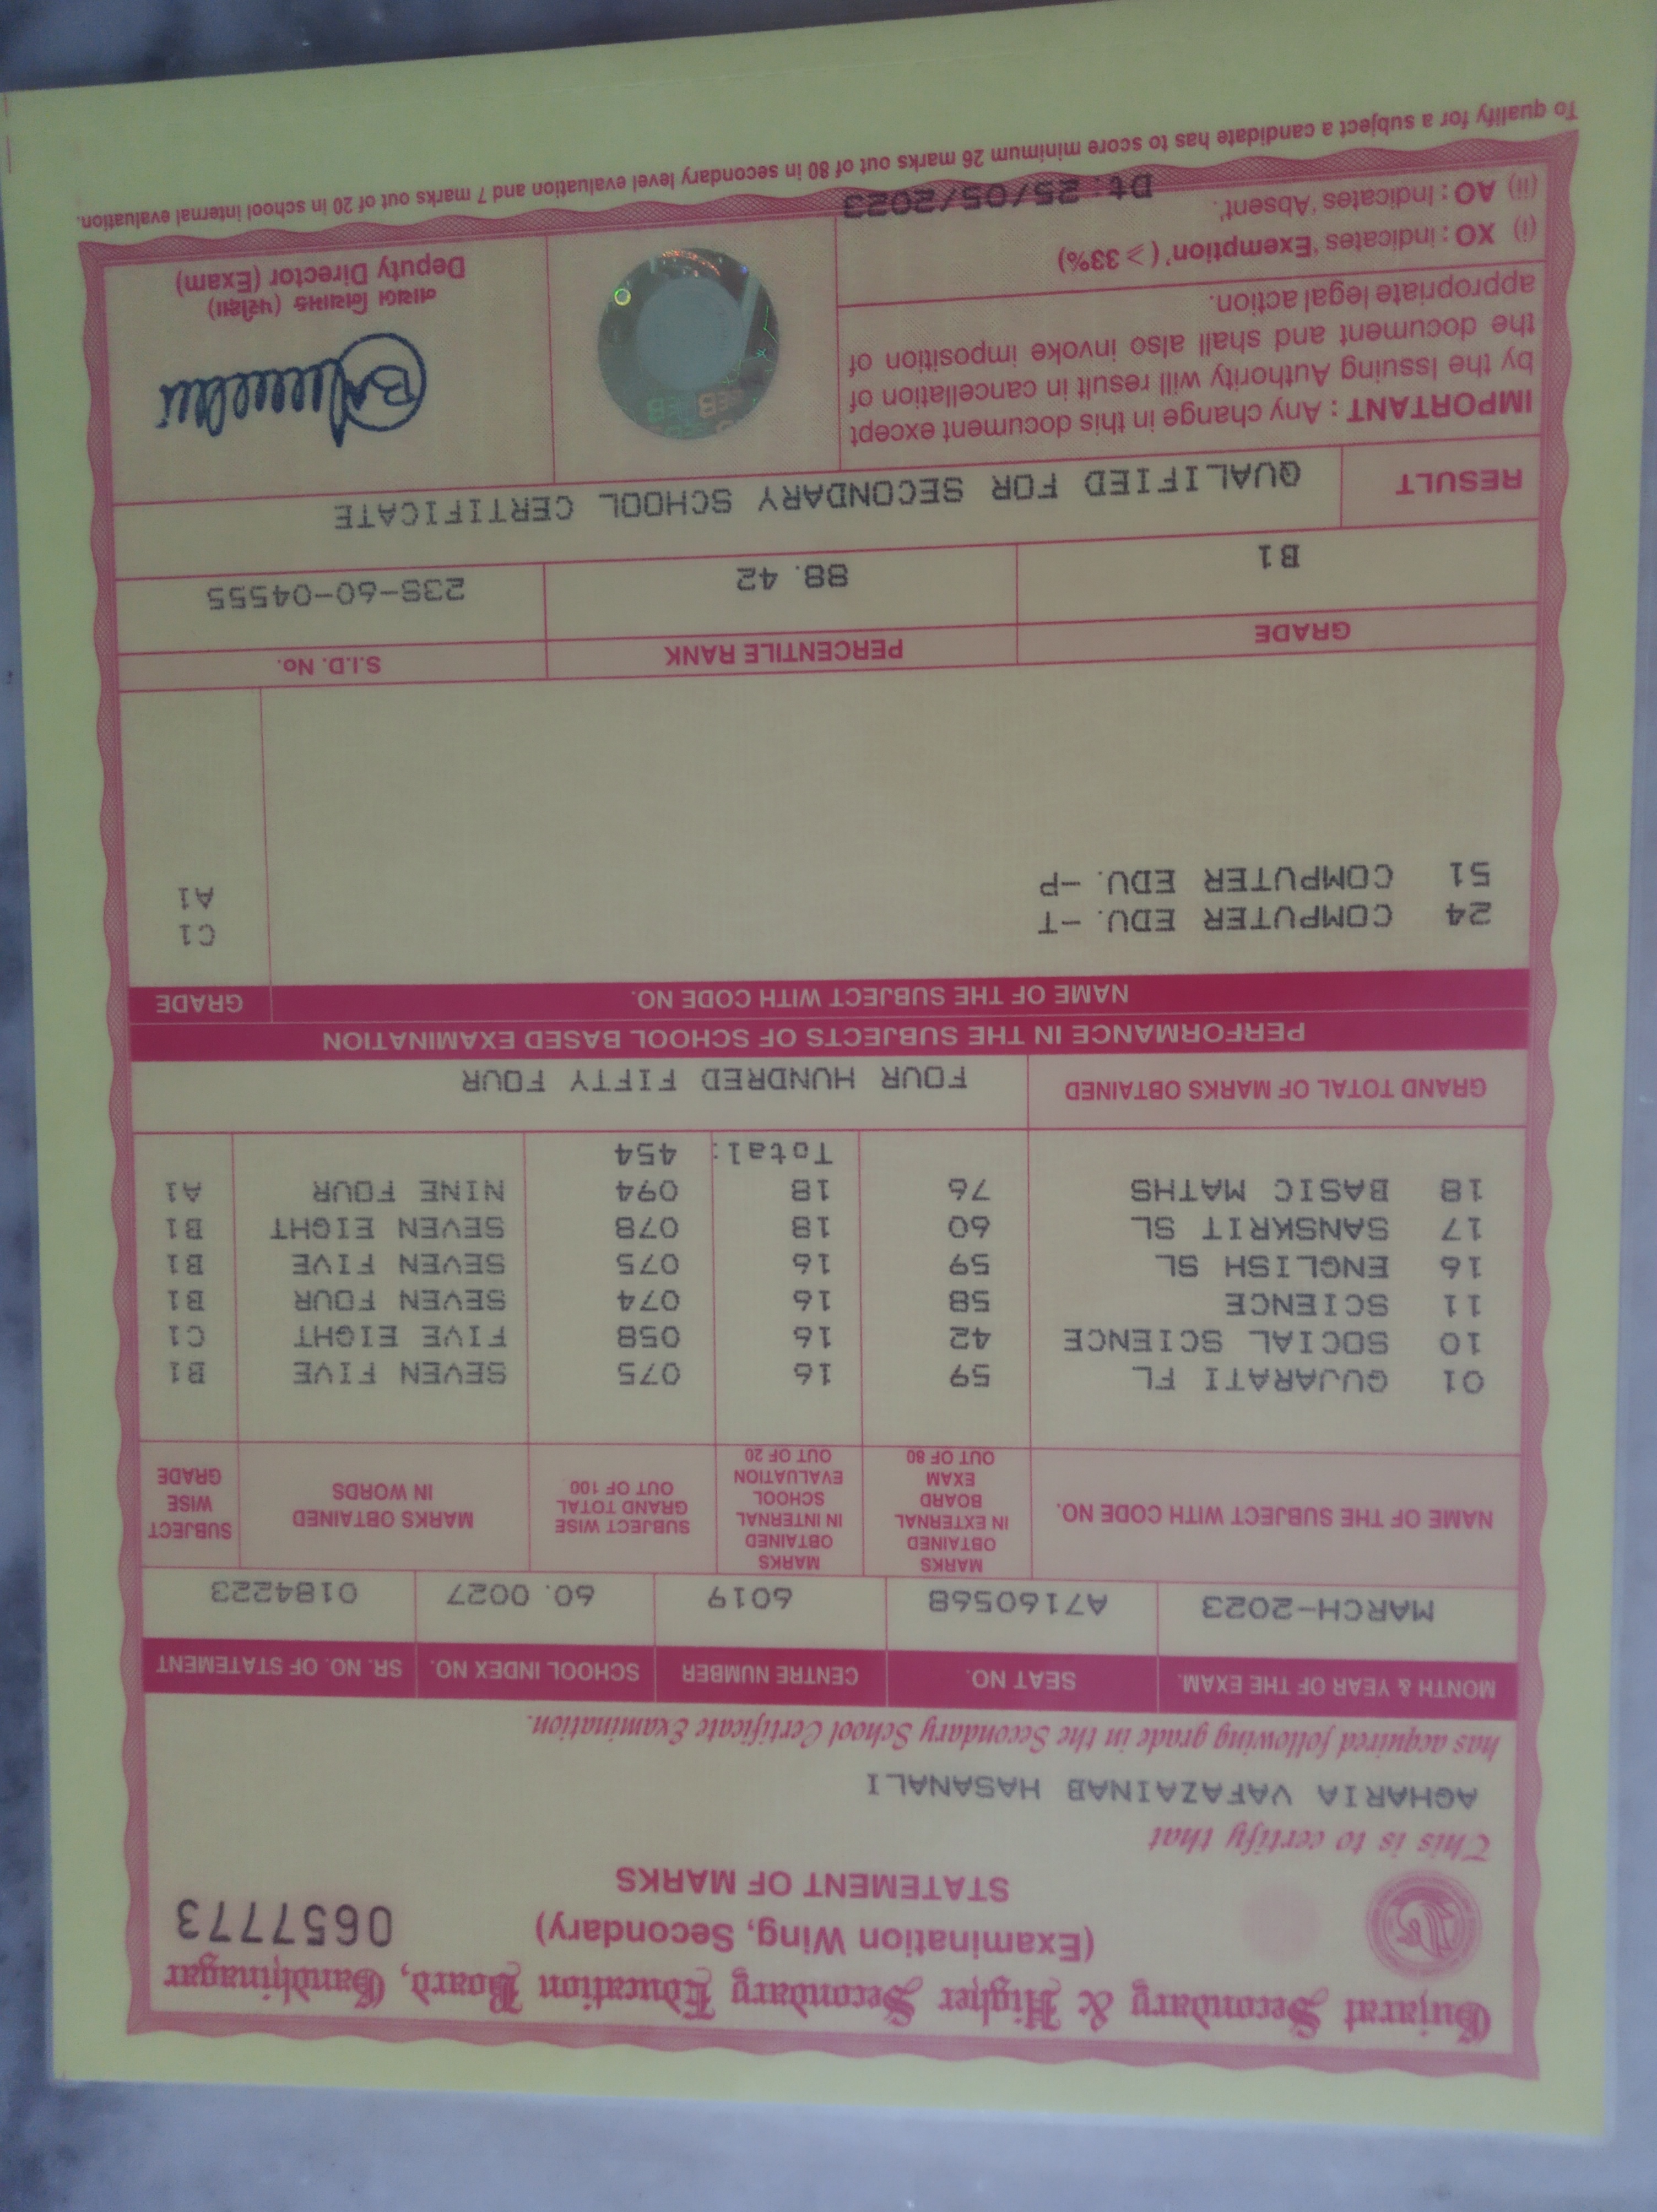 Gujarat Secondary & Higher Secondary Education Board, Gandhinagar
(Examination Wing, Secondary)
0657773
STATEMENT OF MARKS
This is to certify that
AGHARIA VAFAZAINAB HASANALI
has acquired following grade in the Secondary School Certificate Examination.
MONTH & YEAR OF THE EXAM. SEAT NO. CENTRE NUMBER SCHOOL INDEX NO. SR. NO. OF STATEMENT
MARCH-2023 A7160568 6019 60. 0027 0184223
NAME OF THE SUBJECT WITH CODE NO. MARKS OBTAINED IN EXTERNAL BOARD EXAM OUT OF 80 MARKS OBTAINED IN INTERNAL SCHOOL EVALUATION OUT OF 20 SUBJECT WISE GRAND TOTAL OUT OF 100 MARKS OBTAINED IN WORDS SUBJECT WISE GRADE
01 GUJARATI FL 59 16 075 SEVEN FIVE B1
10 SOCIAL SCIENCE 42 16 058 FIVE EIGHT C1
11 SCIENCE 58 16 074 SEVEN FOUR B1
16 ENGLISH SL 59 16 075 SEVEN FIVE B1
17 SANSKRIT SL 60 18 078 SEVEN EIGHT B1
18 BASIC MATHS 76 18 094 NINE FOUR A1
Total: 454
GRAND TOTAL OF MARKS OBTAINED FOUR HUNDRED FIFTY FOUR
PERFORMANCE IN THE SUBJECTS OF SCHOOL BASED EXAMINATION
NAME OF THE SUBJECT WITH CODE NO. GRADE
24 COMPUTER EDU. -T C1
51 COMPUTER EDU. -P A1
GRADE PERCENTILE RANK S.I.D. No.
B1 88. 42 23S-60-04555
RESULT QUALIFIED FOR SECONDARY SCHOOL CERTIFICATE
IMPORTANT : Any change in this document except
by the Issuing Authority will result in cancellation of
the document and shall also invoke imposition of
appropriate legal action.
(i) XO : indicates 'Exemption' (⩾ 33%)
(ii) AO : Indicates 'Absent'.
Dt: 25/05/2023
નાયબ નિયામક (પરીક્ષા)
Deputy Director (Exam)
To qualify for a subject a candidate has to score minimum 26 marks out of 80 in secondary level evaluation and 7 marks out of 20 in school internal evaluation.